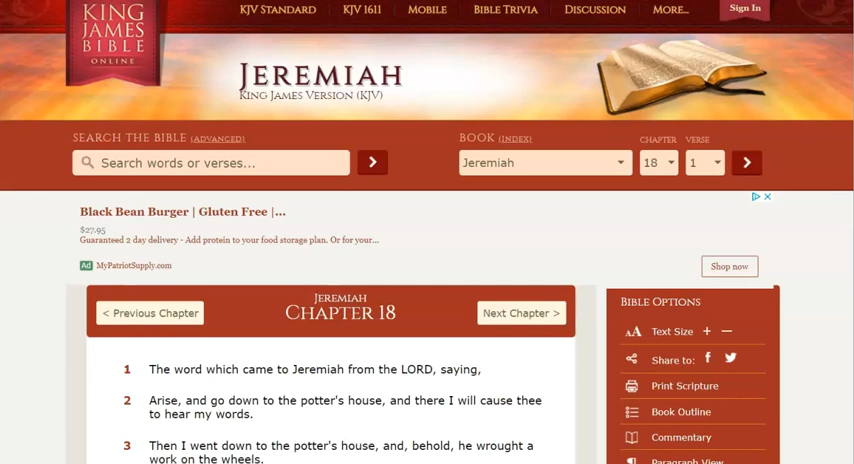 KING
JAMES
BIBLE
ONLINE
KJV STANDARD KJV 1611 MOBILE BIBLE TRIVIA DISCUSSION MORE... Sign In
JEREMIAH
KING JAMES VERSION (KJV)
SEARCH THE BIBLE (ADVANCED) BOOK (INDEX) CHAPTER VERSE
Search words or verses... Jeremiah 18 1
Black Bean Burger | Gluten Free |...
$27.95
Guaranteed 2 day delivery - Add protein to your food storage plan. Or for your...
Ad MyPatriotSupply.com Shop now
JEREMIAH
< Previous Chapter CHAPTER 18 Next Chapter >
1 The word which came to Jeremiah from the LORD, saying,
2 Arise, and go down to the potter's house, and there I will cause thee
to hear my words.
3 Then I went down to the potter's house, and, behold, he wrought a
work on the wheels.
BIBLE OPTIONS
AA Text Size + —
Share to: f
Print Scripture
Book Outline
Commentary
Paragraph View